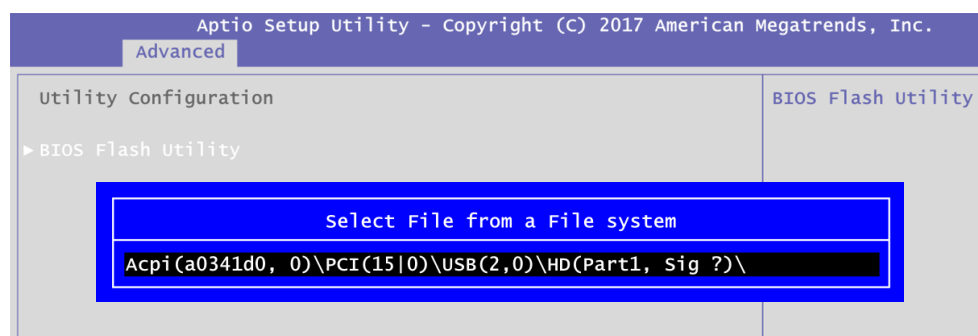 Aptio Setup Utility - Copyright (C) 2017 American Megatrends, Inc.
Advanced
Utility Configuration
BIOS Flash Utility
►BIOS Flash Utility
Select File from a File system
Acpi(a0341d0, 0)\PCI(15|0)\USB(2,0)\HD(Part1, Sig ?)\